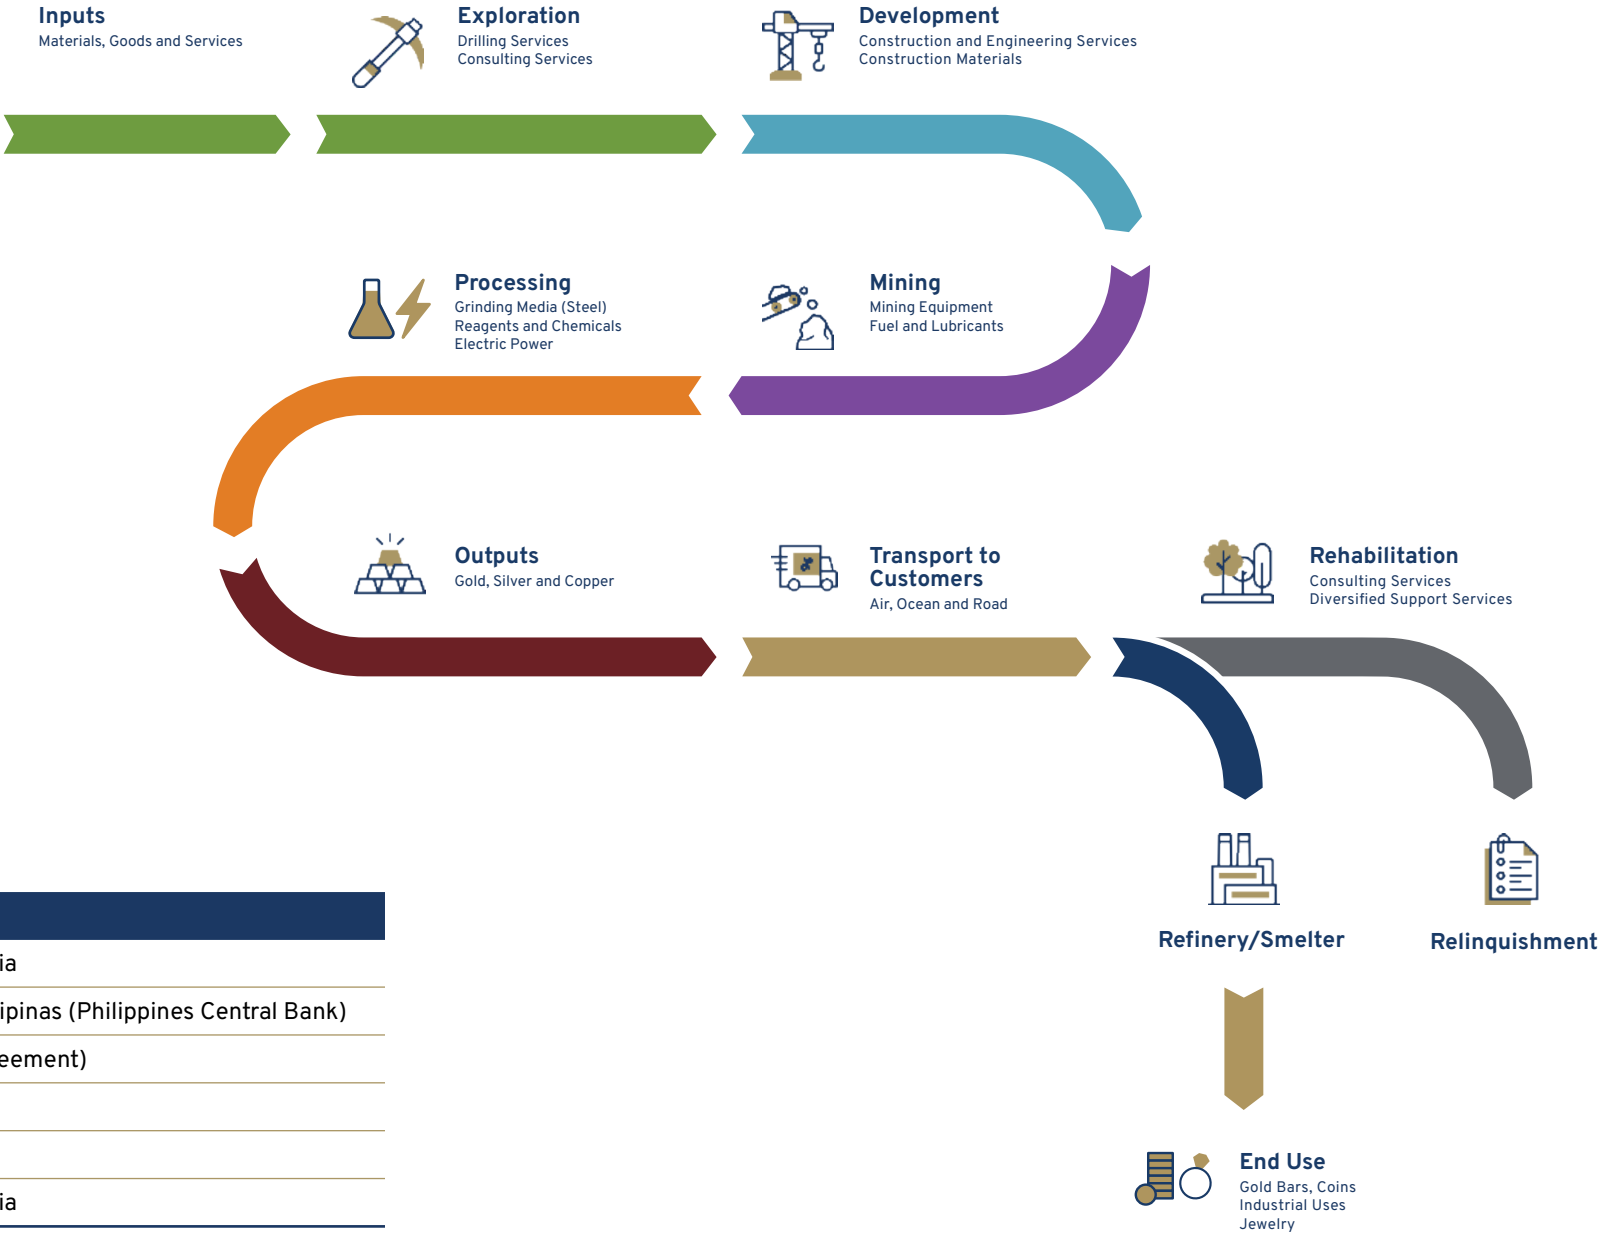 Inputs
Materials, Goods and Services
Exploration
Drilling Services
Consulting Services
Development
Construction and Engineering Services
Construction Materials
Processing
Grinding Media (Steel)
Reagents and Chemicals
Electric Power
Mining
Mining Equipment
Fuel and Lubricants
Outputs
Gold, Silver and Copper
Transport to
Customers
Air, Ocean and Road
Rehabilitation
Consulting Services
Diversified Support Services
Refinery/Smelter
Relinquishment
End Use
Gold Bars, Coins
Industrial Uses
Jewelry
ia
ipinas (Philippines Central Bank)
eement)
ia